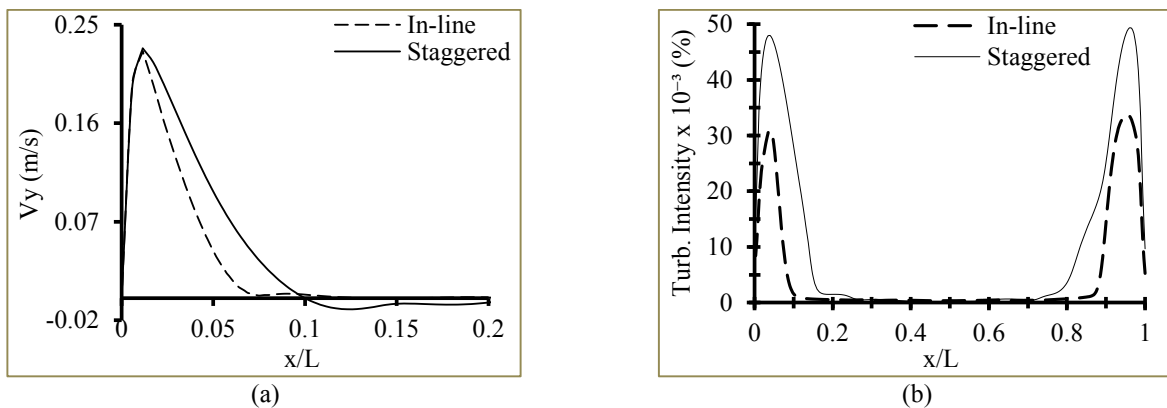 0.25
0.16
0.07
-0.02
Vy (m/s)
In-line
Staggered
0 0.05 0.1 0.15 0.2
x/L
(a)
50
40
30
20
10
0
Turb. Intensity x 10⁻³ (%)
In-line
Staggered
0 0.2 0.4 0.6 0.8 1
x/L
(b)